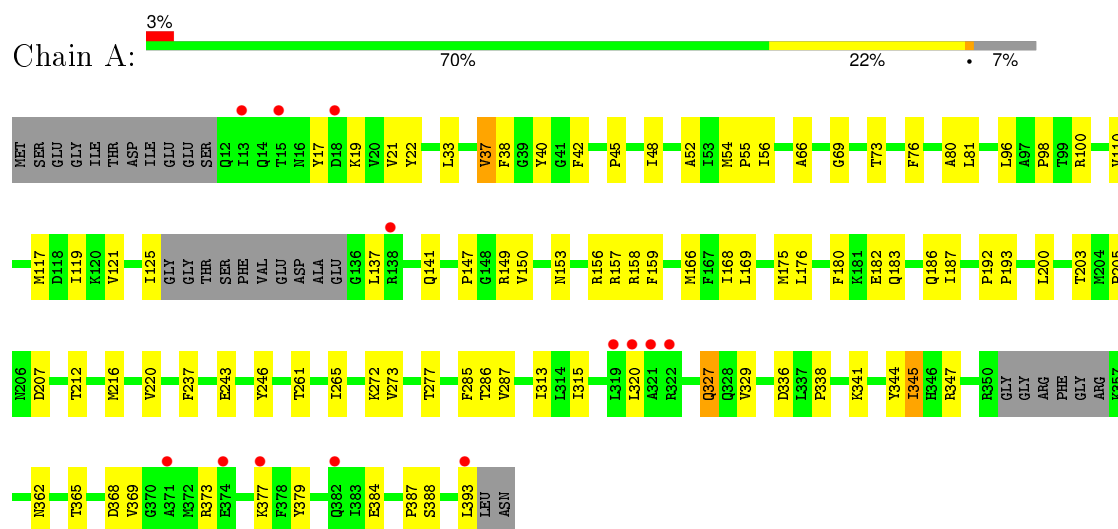 3%
Chain A:
70% 22% • 7%
MET SER GLU GLY ILE THR ASP ILE GLU GLU SER Q12 I13 Q14 T15 N16 Y17 D18 K19 V20 V21 Y22 L33 V37 F38 G39 Y40 G41 F42 P45 I48 A52 I53 M54 P55 I56 A66 G69 T73 F76 A80 L81 L96 A97 P98 T99 R100 V110
M117 D118 I119 K120 V121 I125 GLY GLY THR SER PHE VAL GLU ASP ALA GLU G136 L137 R138 Q141 P147 G148 R149 V150 N153 R156 R157 R158 F159 M166 F167 I168 L169 M175 L176 F180 K181 E182 Q183 Q186 I187 P192 P193 L200 T203 M204 P205
N206 D207 T212 M216 V220 F237 E243 Y246 T261 I265 K272 V273 T277 F285 T286 V287 I313 L314 I315 L319 L320 A321 R322 Q327 Q328 V329 D336 L337 P338 K341 Y344 I345 H346 R347 R350 GLY GLY ARG PHE GLY ARG K357
N362 T365 D368 V369 G370 A371 M372 R373 E374 K377 F378 Y379 Q382 I383 E384 P387 S388 L393 LEU ASN